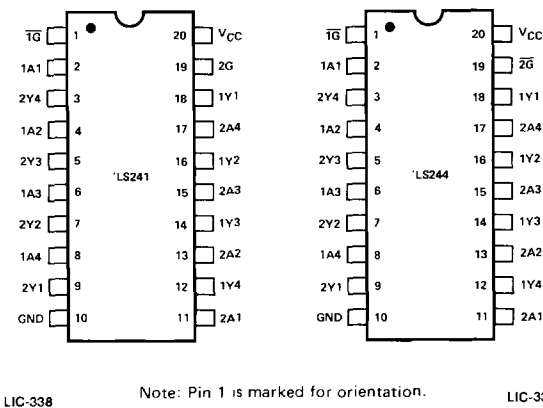 1G 1 20 VCC 1G 1 20 VCC
1A1 2 19 2G 1A1 2 19 2G
2Y4 3 18 1Y1 2Y4 3 18 1Y1
1A2 4 17 2A4 1A2 4 17 2A4
2Y3 5 16 1Y2 2Y3 5 16 1Y2
'LS241 'LS244
1A3 6 15 2A3 1A3 6 15 2A3
2Y2 7 14 1Y3 2Y2 7 14 1Y3
1A4 8 13 2A2 1A4 8 13 2A2
2Y1 9 12 1Y4 2Y1 9 12 1Y4
GND 10 11 2A1 GND 10 11 2A1
LIC-338 Note: Pin 1 is marked for orientation.